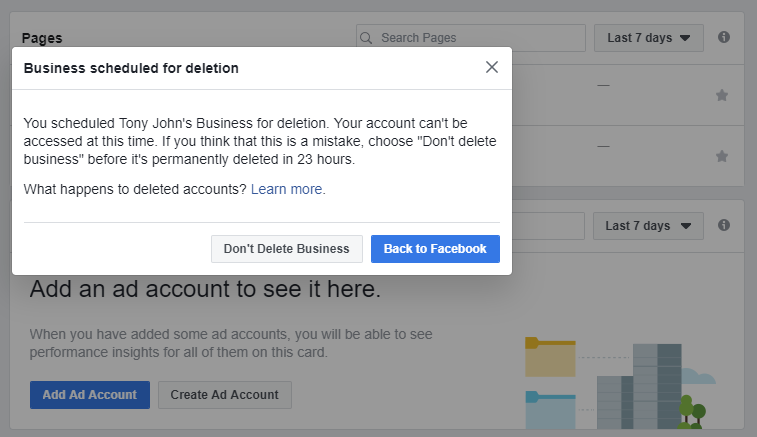 Pages
Search Pages
Last 7 days
Business scheduled for deletion
You scheduled Tony John's Business for deletion. Your account can't be
accessed at this time. If you think that this is a mistake, choose "Don't delete
business" before it's permanently deleted in 23 hours.
What happens to deleted accounts? Learn more.
Last 7 days
Don't Delete Business
Back to Facebook
Add an ad account to see it here.
When you have added some ad accounts, you will be able to see
performance insights for all of them on this card.
Add Ad Account
Create Ad Account